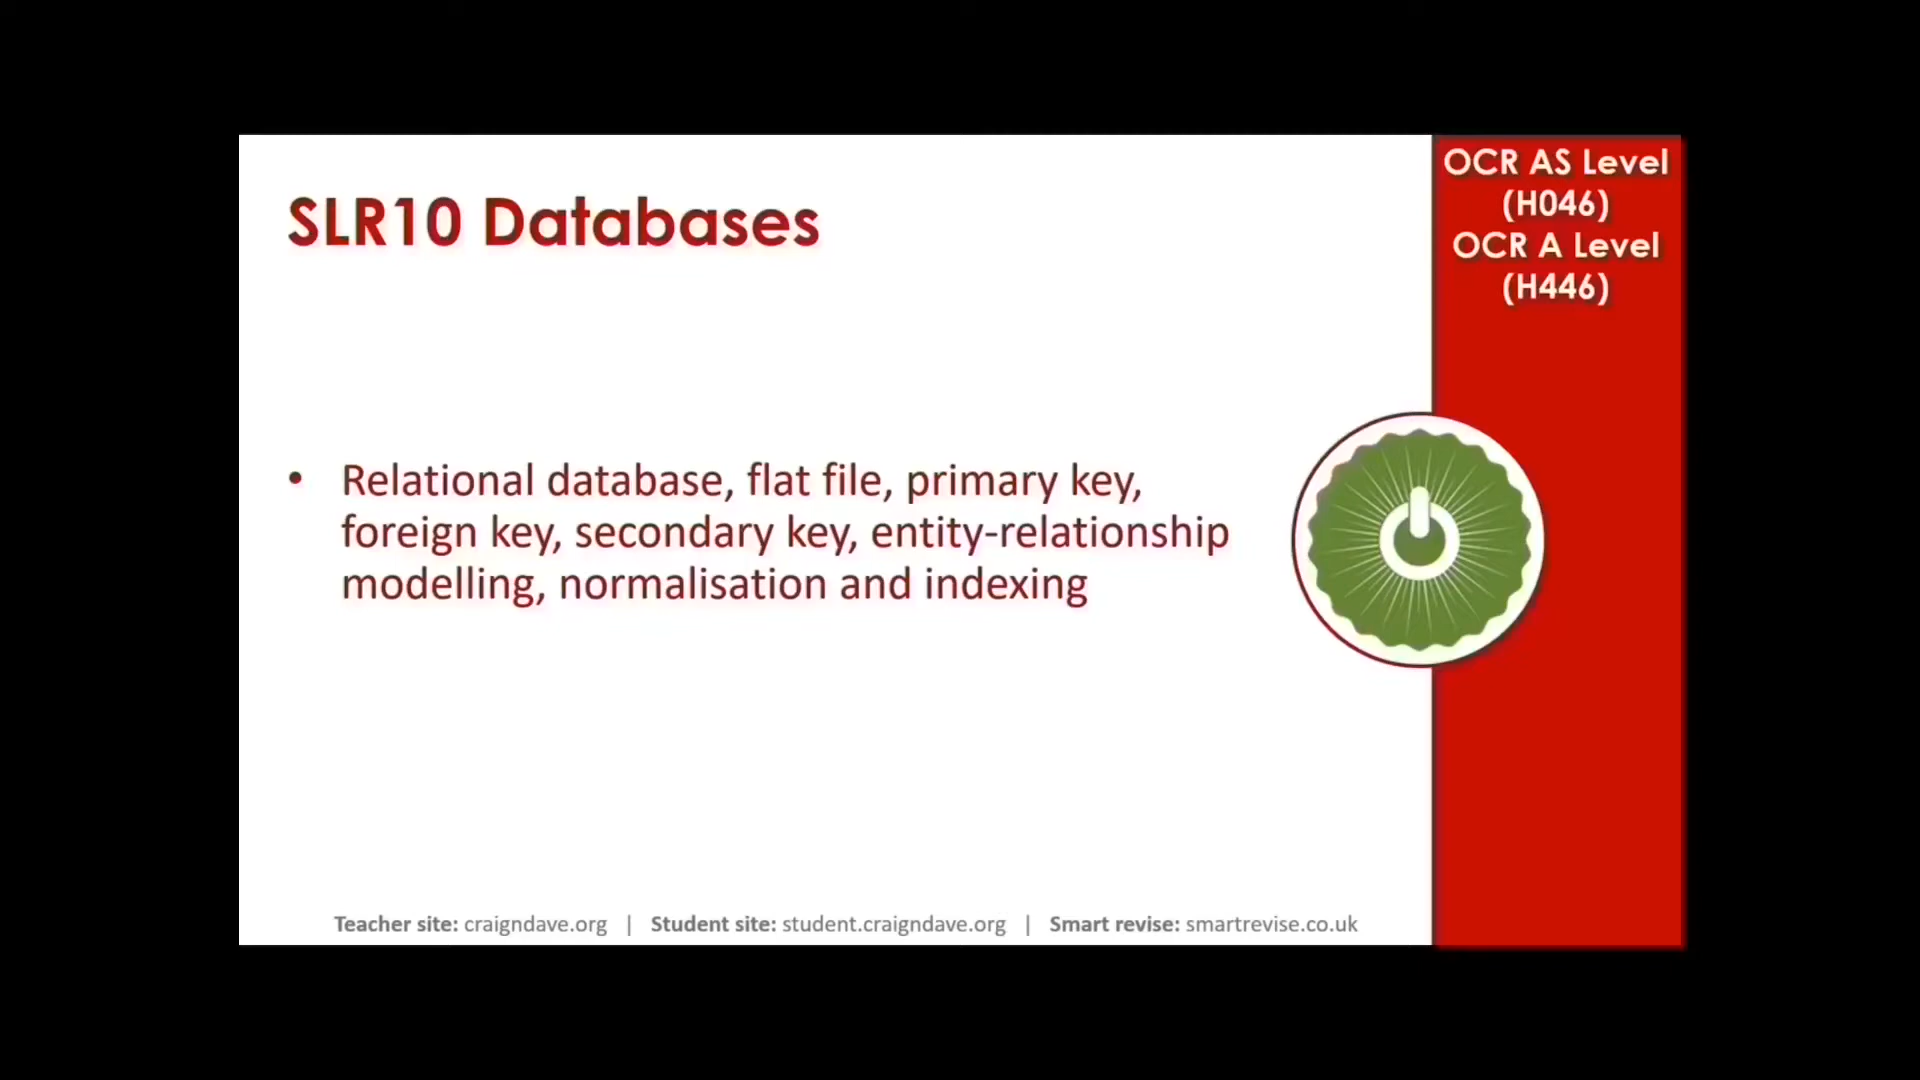 SLR10 Databases
OCR AS Level
(H046)
OCR A Level
(H446)
• Relational database, flat file, primary key,
foreign key, secondary key, entity-relationship
modelling, normalisation and indexing
Teacher site: craigndave.org | Student site: student.craigndave.org | Smart revise: smartrevise.co.uk